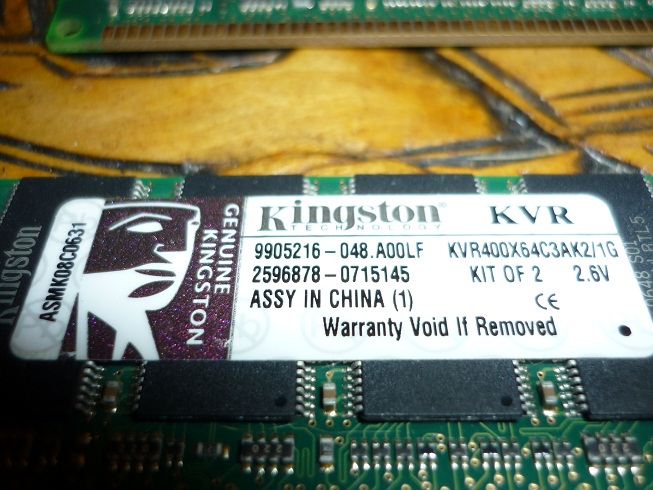 Kingston KVR
TECHNOLOGY
9905216-048.A00LF KVR400X64C3AK2/1G
2596878-0715145 KIT OF 2 2.6V
ASSY IN CHINA (1) CE
Warranty Void If Removed
GENUINE
KINGSTON
ASMK08C0631
Kingston